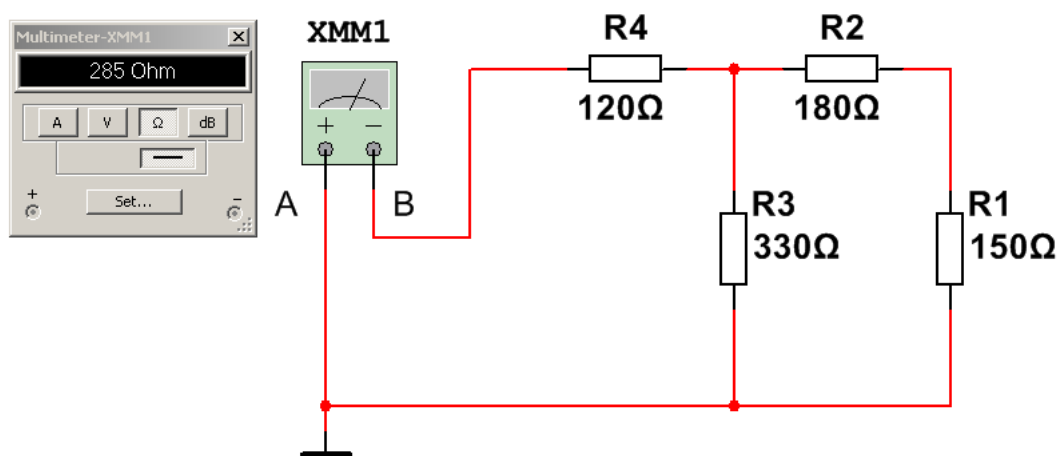 Multimeter-XMM1
285 Ohm
A V Ω dB
+ Set... -
XMM1
+ -
A B
R4
120Ω
R2
180Ω
R3
330Ω
R1
150Ω